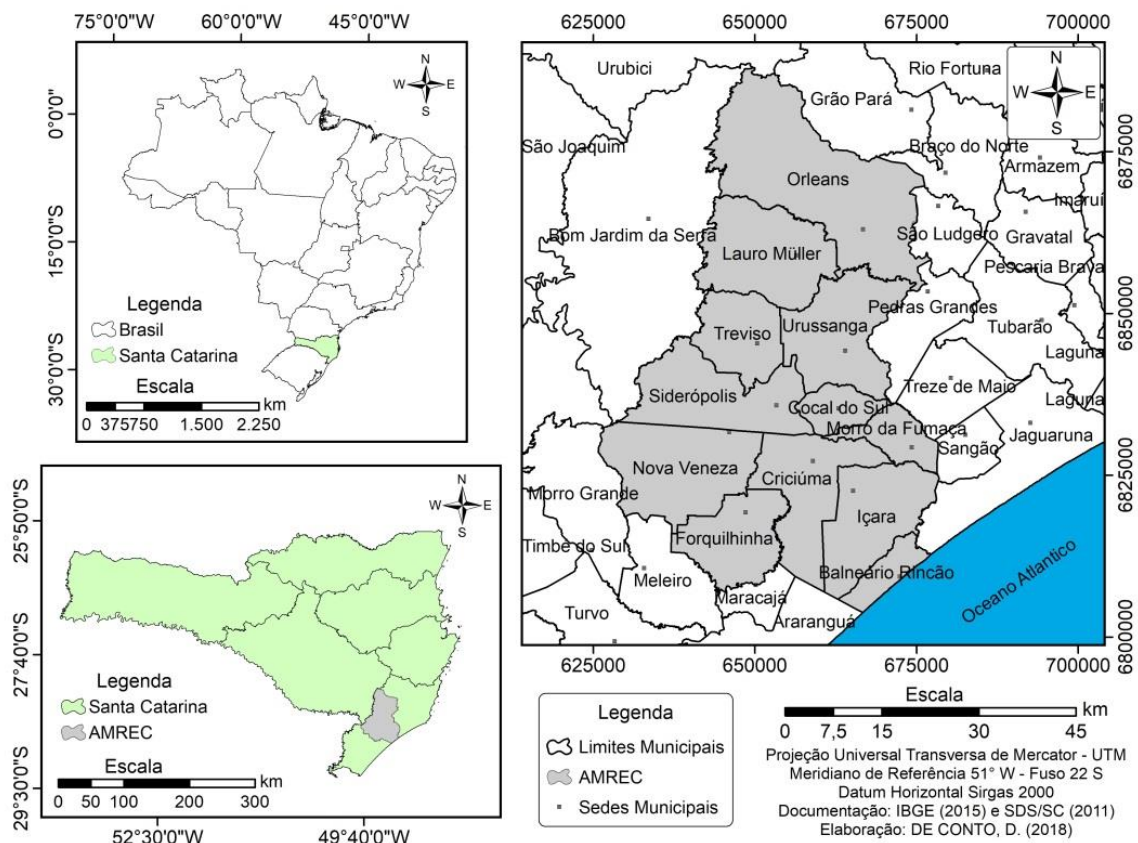 75°0'0"W 60°0'0"W 45°0'0"W
0°0'0"
15°0'0"S
30°0'0"S
N
W E
S
Legenda
Brasil
Santa Catarina
Escala
km
0 375750 1.500 2.250
25°50'0"S
27°40'0"S
29°30'0"S
N
W E
S
Legenda
Santa Catarina
AMREC
Escala
km
0 50 100 200 300
52°30'0"W 49°40'0"W
625000 650000 675000 700000
Urubici
Rio Fortuna
N
W E
S
Grão Pará
São Joaquim
Braço do Norte
Armazem
6875000
Orleans
Imaruí
Bom Jardim da Serra
São Ludgero
Gravatal
Lauro Müller
Pescaria Brava
Pedras Grandes
6850000
Treviso
Urussanga
Tubarão
Laguna
Siderópolis
Treze de Maio
Laguna
Cocal do Sul
Morro da Fumaça
Jaguaruna
Sangão
Nova Veneza
Criciúma
6825000
Morro Grande
Içara
Timbe do Sul
Forquilhinha
Meleiro
Balneário Rincão
Oceano Atlantico
Maracajá
Turvo
Araranguá
6800000
625000 650000 675000 700000
Legenda
Limites Municipais
AMREC
Sedes Municipais
Escala
km
0 7,5 15 30 45
Projeção Universal Transversa de Mercator - UTM
Meridiano de Referência 51° W - Fuso 22 S
Datum Horizontal Sirgas 2000
Documentação: IBGE (2015) e SDS/SC (2011)
Elaboração: DE CONTO, D. (2018)